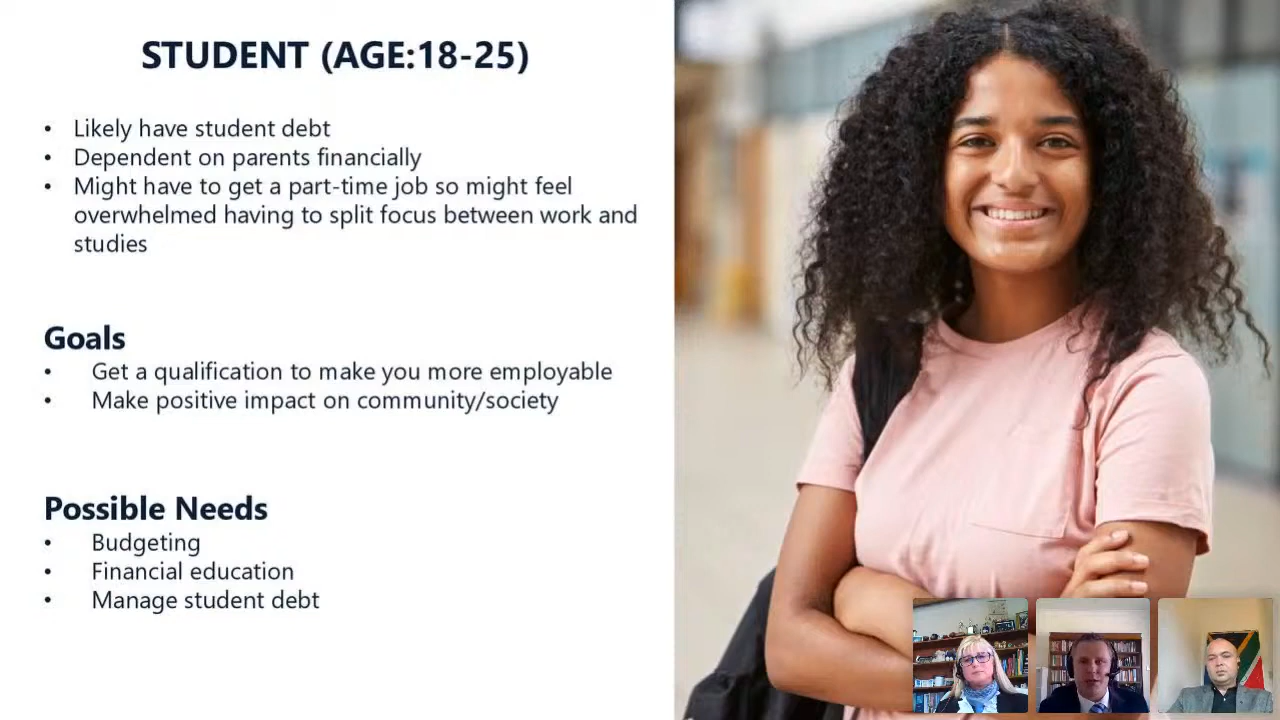 STUDENT (AGE:18-25)
• Likely have student debt
• Dependent on parents financially
• Might have to get a part-time job so might feel
overwhelmed having to split focus between work and
studies
Goals
• Get a qualification to make you more employable
• Make positive impact on community/society
Possible Needs
• Budgeting
• Financial education
• Manage student debt